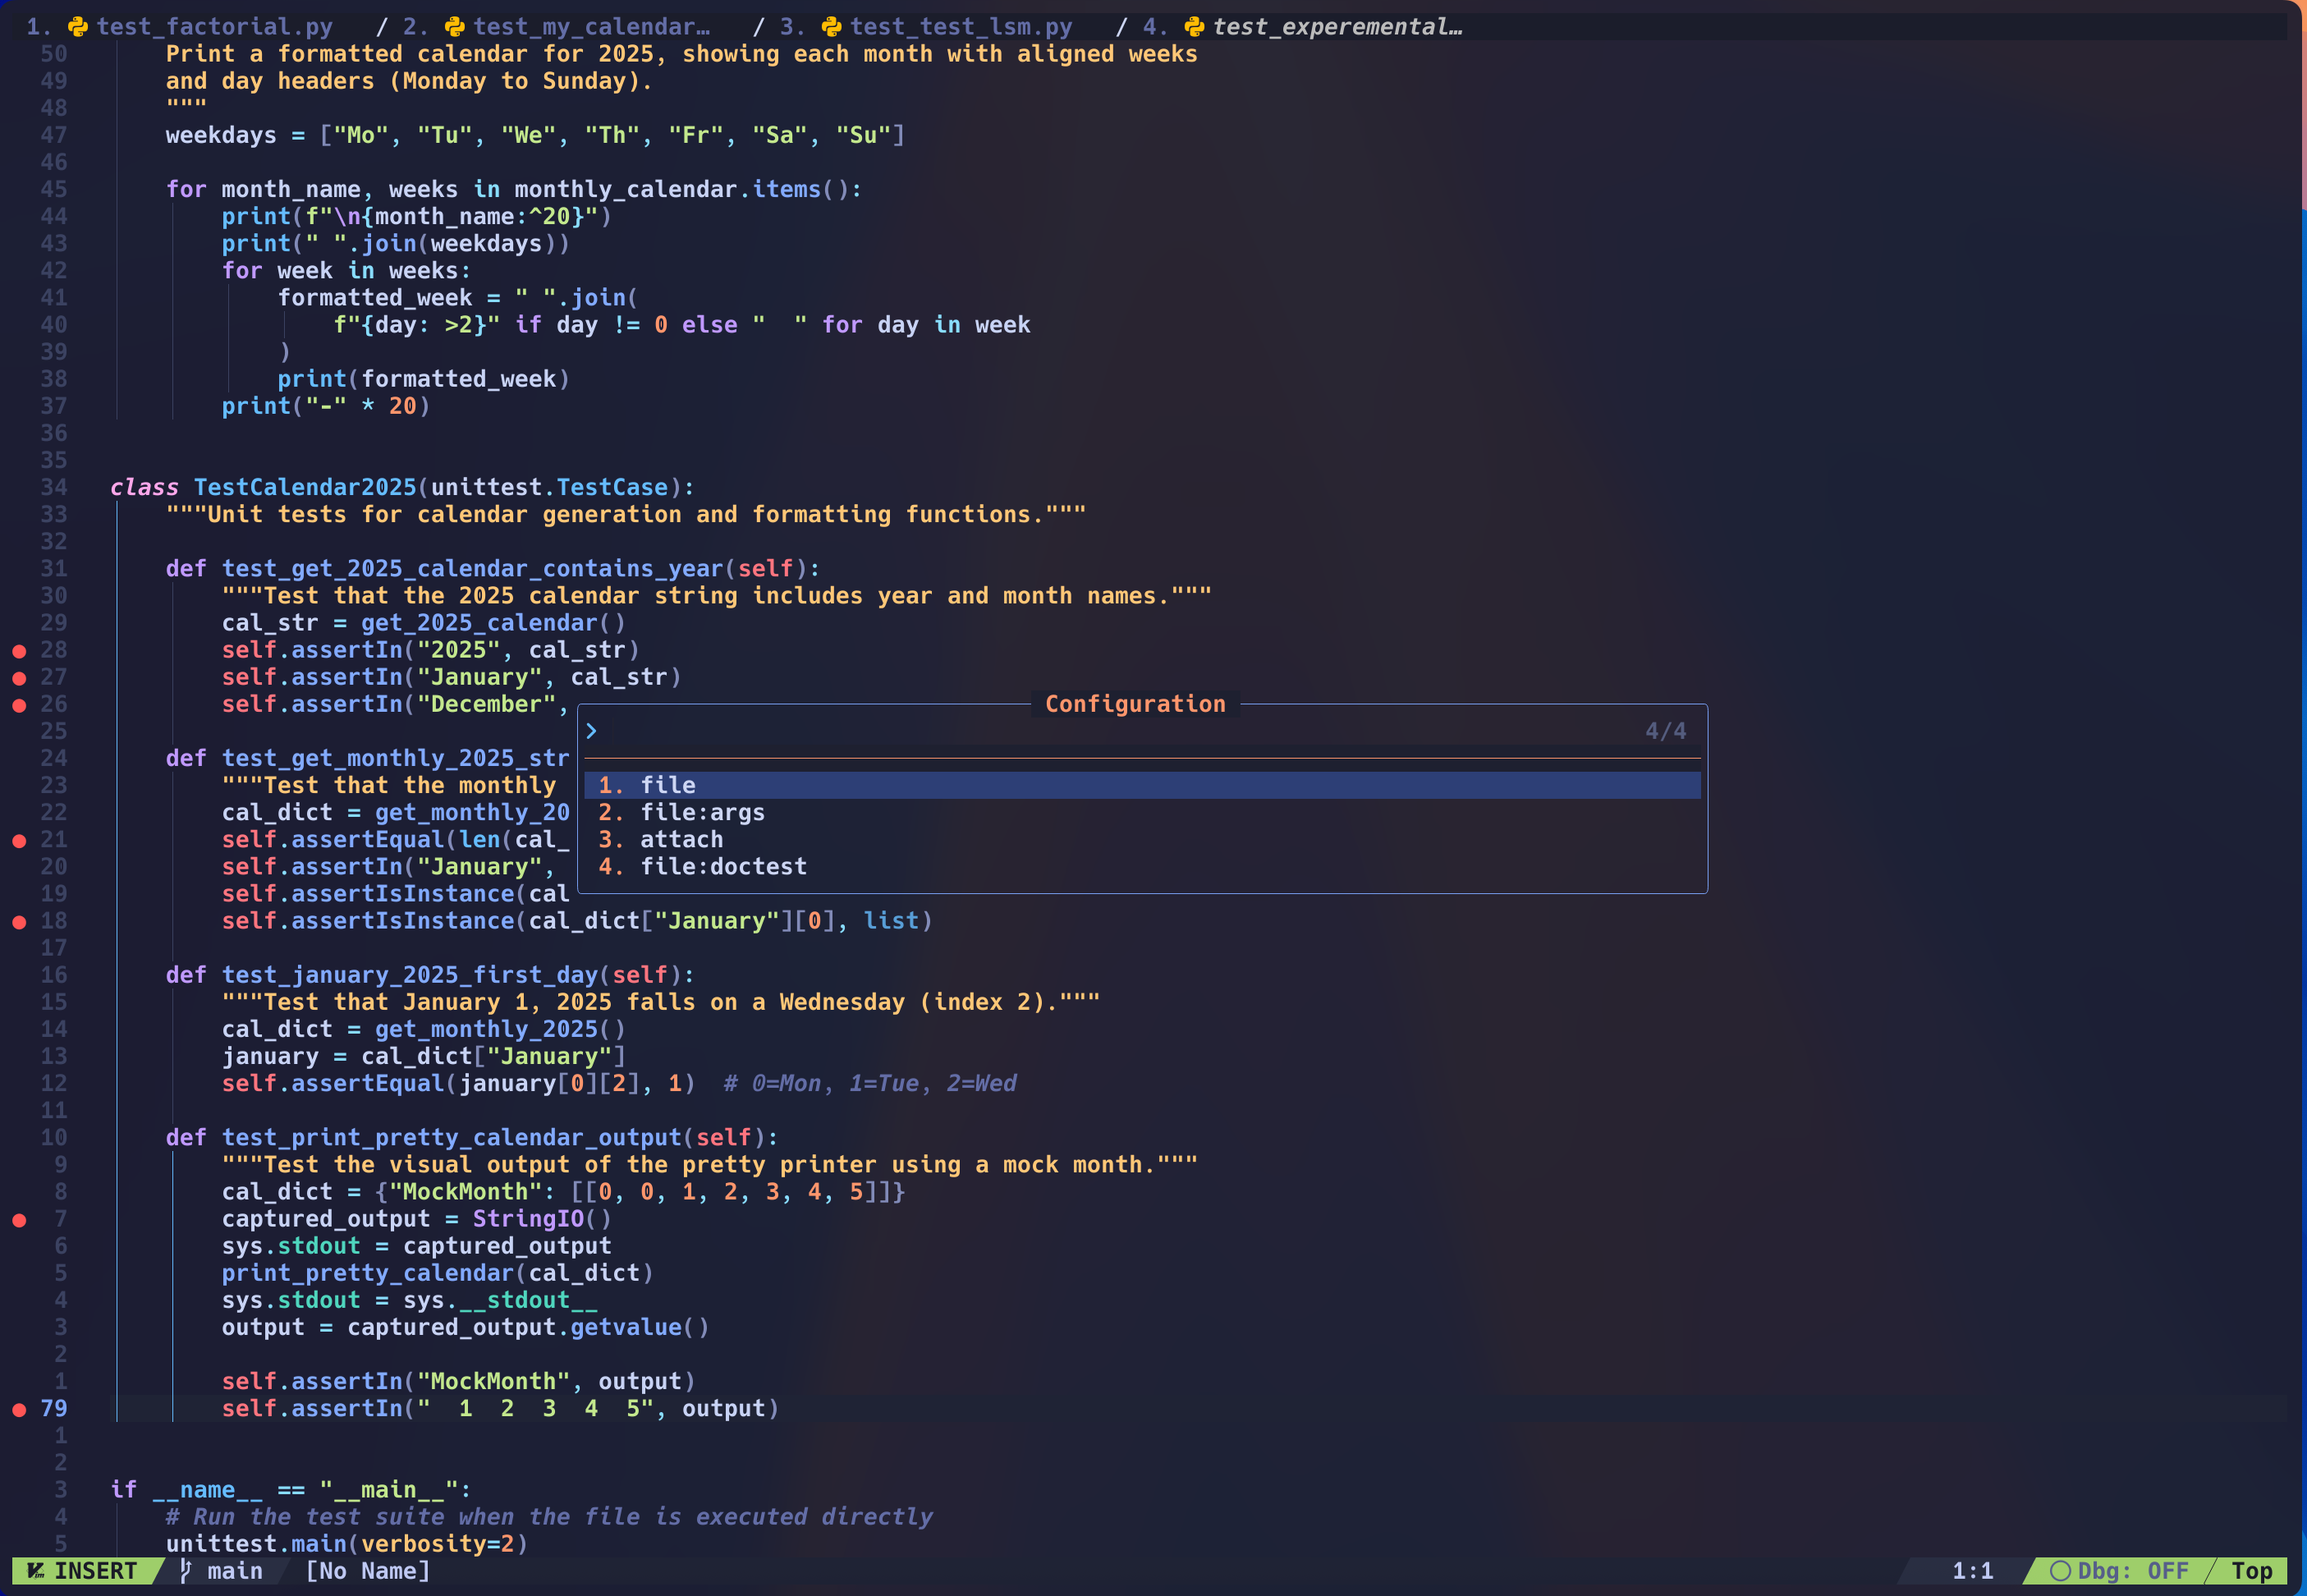 1. test_factorial.py / 2. test_my_calendar… / 3. test_test_lsm.py / 4. test_experemental…
50 Print a formatted calendar for 2025, showing each month with aligned weeks
49 and day headers (Monday to Sunday).
48 """
47 weekdays = ["Mo", "Tu", "We", "Th", "Fr", "Sa", "Su"]
46
45 for month_name, weeks in monthly_calendar.items():
44 print(f"\n{month_name:^20}")
43 print(" ".join(weekdays))
42 for week in weeks:
41 formatted_week = " ".join(
40 f"{day: >2}" if day != 0 else "  " for day in week
39 )
38 print(formatted_week)
37 print("-" * 20)
36
35
34 class TestCalendar2025(unittest.TestCase):
33 """Unit tests for calendar generation and formatting functions."""
32
31 def test_get_2025_calendar_contains_year(self):
30 """Test that the 2025 calendar string includes year and month names."""
29 cal_str = get_2025_calendar()
28 self.assertIn("2025", cal_str)
27 self.assertIn("January", cal_str)
26 self.assertIn("December",
25
24 def test_get_monthly_2025_str
23 """Test that the monthly
22 cal_dict = get_monthly_20
21 self.assertEqual(len(cal_
20 self.assertIn("January",
19 self.assertIsInstance(cal
18 self.assertIsInstance(cal_dict["January"][0], list)
17
16 def test_january_2025_first_day(self):
15 """Test that January 1, 2025 falls on a Wednesday (index 2)."""
14 cal_dict = get_monthly_2025()
13 january = cal_dict["January"]
12 self.assertEqual(january[0][2], 1)  # 0=Mon, 1=Tue, 2=Wed
11
10 def test_print_pretty_calendar_output(self):
9 """Test the visual output of the pretty printer using a mock month."""
8 cal_dict = {"MockMonth": [[0, 0, 1, 2, 3, 4, 5]]}
7 captured_output = StringIO()
6 sys.stdout = captured_output
5 print_pretty_calendar(cal_dict)
4 sys.stdout = sys.__stdout__
3 output = captured_output.getvalue()
2
1 self.assertIn("MockMonth", output)
79 self.assertIn("  1  2  3  4  5", output)
1
2
3 if __name__ == "__main__":
4 # Run the test suite when the file is executed directly
5 unittest.main(verbosity=2)
Configuration
> 4/4
1. file
2. file:args
3. attach
4. file:doctest
INSERT main [No Name] 1:1 Dbg: OFF Top